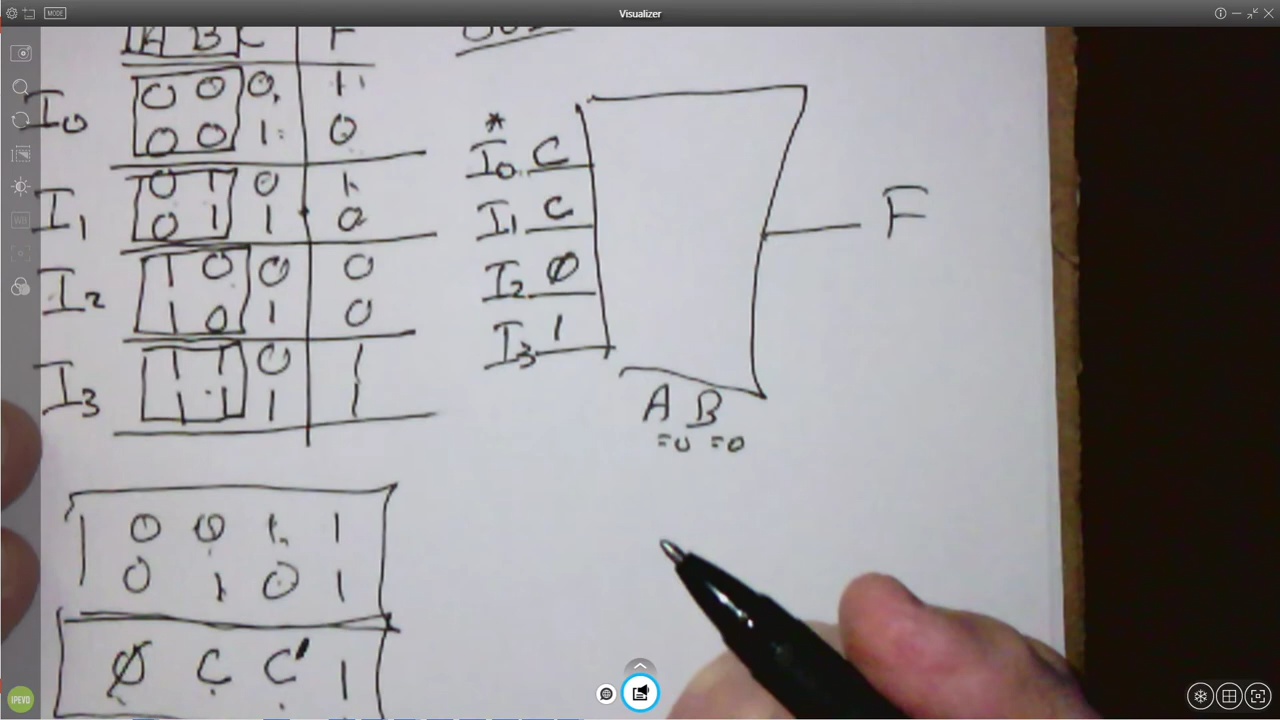 MODE
Visualizer
A B C F
I0 0 0 0 1
0 0 1 0
I1 0 1 0 1
0 1 1 0
I2 1 0 0 0
1 0 1 0
I3 1 1 0 1
1 1 1 1
*
I0 C
I1 C
I2 Ø
I3 1
F
A B
=0 =0
0 0 1 1
0 1 0 1
Ø C C' 1
IPEVO